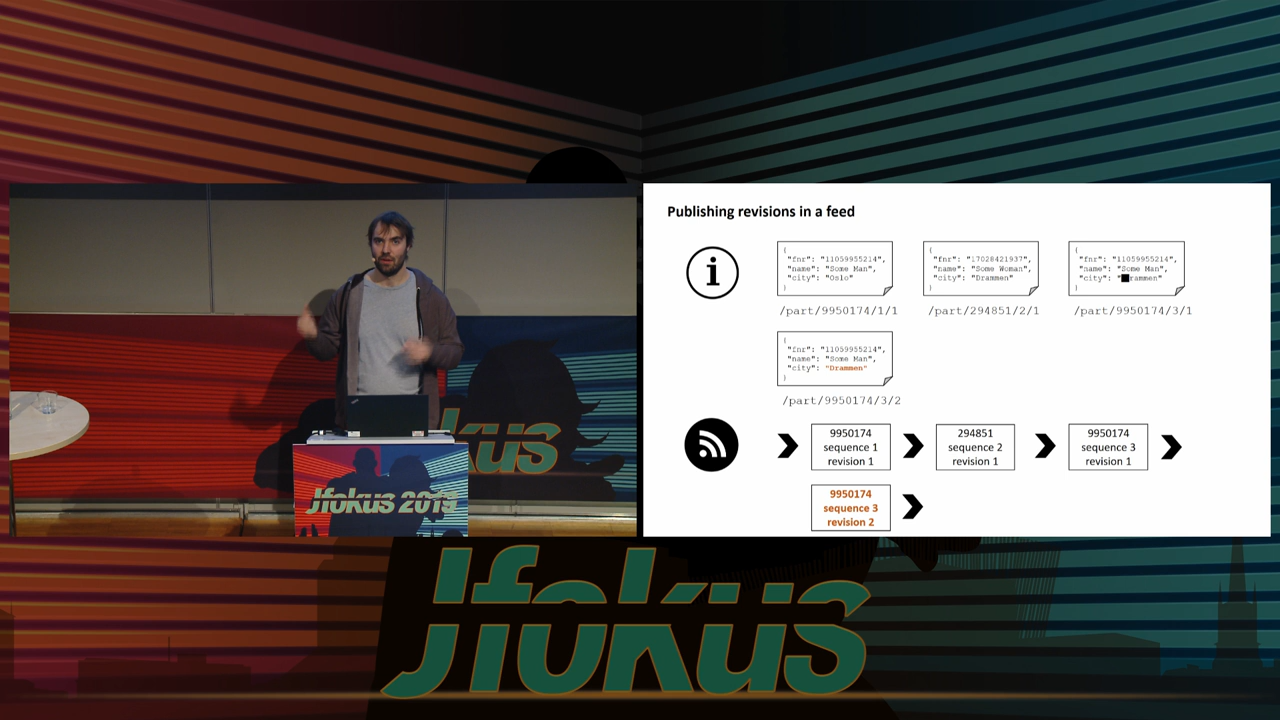 Publishing revisions in a feed
{
"fnr": "11059955214",
"name": "Some Man",
"city": "Oslo"
}
/part/9950174/1/1
{
"fnr": "17028421937",
"name": "Some Woman",
"city": "Drammen"
}
/part/294851/2/1
{
"fnr": "11059955214",
"name": "Some Man",
"city": "rammen"
}
/part/9950174/3/1
{
"fnr": "11059955214",
"name": "Some Man",
"city": "Drammen"
}
/part/9950174/3/2
9950174
sequence 1
revision 1
294851
sequence 2
revision 1
9950174
sequence 3
revision 1
9950174
sequence 3
revision 2
kus
Jfokus 2019
Jfokus